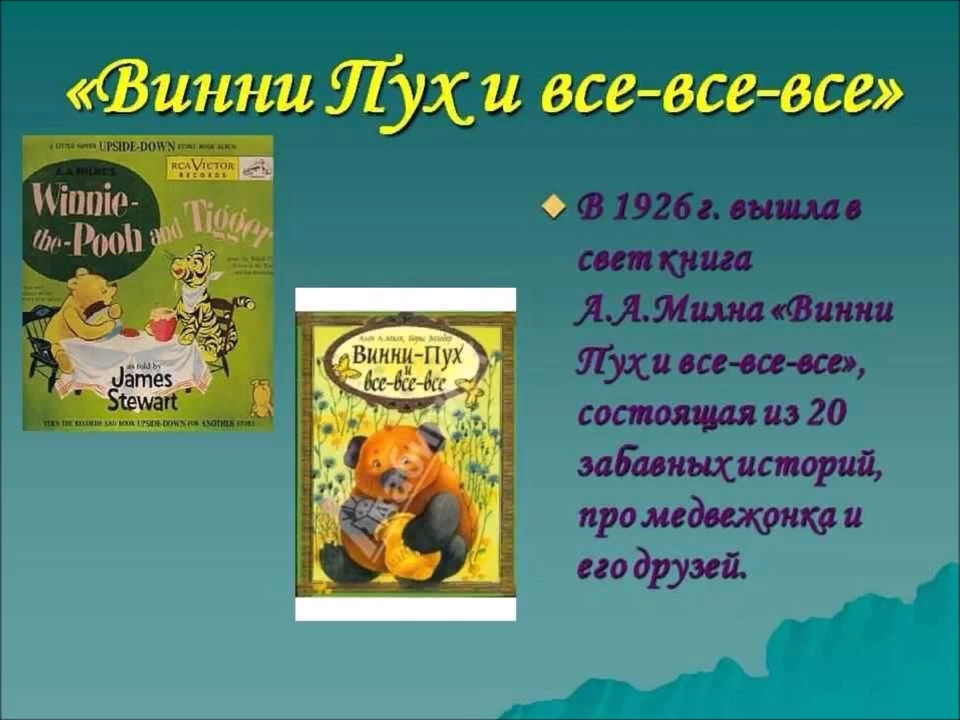 «Винни Пух и все-все-все»
A LITTLE NIPPER UPSIDE-DOWN STORY BOOK ALBUM
RCA VICTOR
RECORDS
A. A. MILNE'S
Winnie-
the-Pooh and Tigger
as told by
James
Stewart
TURN THE RECORDS AND BOOK UPSIDE-DOWN FOR ANOTHER STORY
Алан А. Милн, Борис Заходер
Винни-Пух
и
все-все-все
В 1926 г. вышла в
свет книга
А.А.Милна «Винни
Пух и все-все-все»,
состоящая из 20
забавных историй,
про медвежонка и
его друзей.